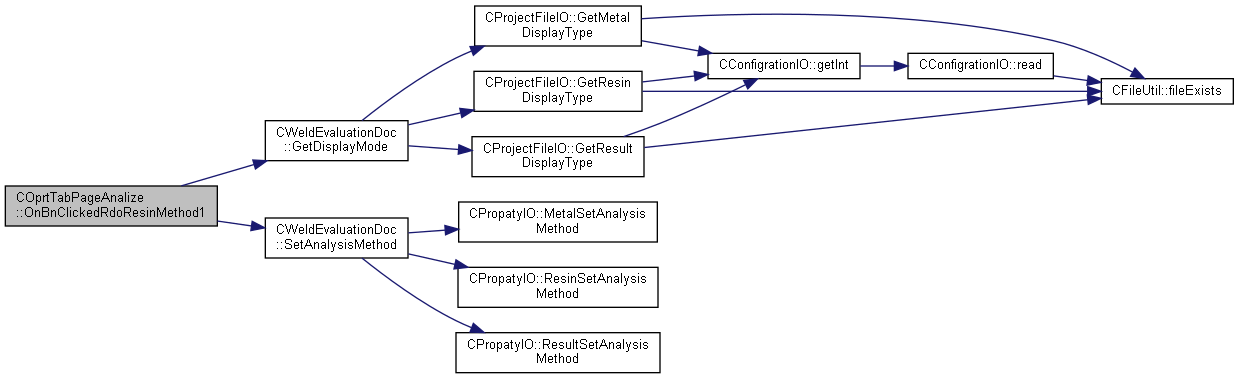 COprtTabPageAnalize
::OnBnClickedRdoResinMethod1
CWeldEvaluationDoc
::GetDisplayMode
CProjectFileIO::GetMetal
DisplayType
CProjectFileIO::GetResin
DisplayType
CProjectFileIO::GetResult
DisplayType
CConfigrationIO::getInt
CConfigrationIO::read
CFileUtil::fileExists
CWeldEvaluationDoc
::SetAnalysisMethod
CPropatyIO::MetalSetAnalysis
Method
CPropatyIO::ResinSetAnalysis
Method
CPropatyIO::ResultSetAnalysis
Method